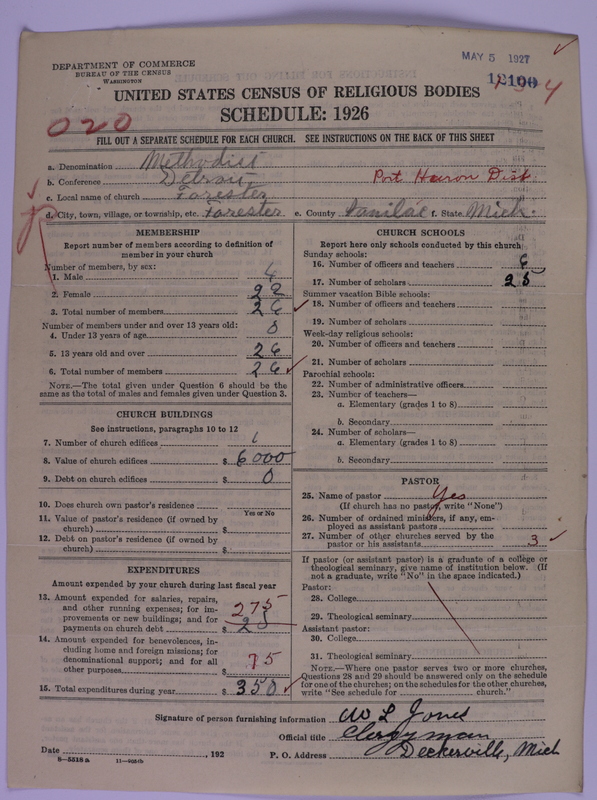 DEPARTMENT OF COMMERCE
BUREAU OF THE CENSUS
WASHINGTON
MAY 5 1927
UNITED STATES CENSUS OF RELIGIOUS BODIES
SCHEDULE: 1926
020
FILL OUT A SEPARATE SCHEDULE FOR EACH CHURCH. SEE INSTRUCTIONS ON THE BACK OF THIS SHEET
a. Denomination Methodist
b. Conference Detroit Port Huron Dist.
c. Local name of church Forester
d. City, town, village, or township, etc. Forester e. County Sanilac f. State Mich.
MEMBERSHIP
Report number of members according to definition of
member in your church
Number of members, by sex:
1. Male 4
2. Female 22
3. Total number of members 26
Number of members under and over 13 years old:
4. Under 13 years of age 0
5. 13 years old and over 26
6. Total number of members 26
NOTE.—The total given under Question 6 should be the
same as the total of males and females given under Question 3.
CHURCH BUILDINGS
See instructions, paragraphs 10 to 12
7. Number of church edifices 1
8. Value of church edifices $ 6000
9. Debt on church edifices $ 0
10. Does church own pastor's residence
Yes or No
11. Value of pastor's residence (if owned by
church) $
12. Debt on pastor's residence (if owned by
church) $
EXPENDITURES
Amount expended by your church during last fiscal year
13. Amount expended for salaries, repairs,
and other running expenses; for im-
provements or new buildings; and for
payments on church debt $ 275
14. Amount expended for benevolences, in-
cluding home and foreign missions; for
denominational support; and for all
other purposes $ 75
15. Total expenditures during year $ 350
CHURCH SCHOOLS
Report here only schools conducted by this church
Sunday schools:
16. Number of officers and teachers 6
17. Number of scholars 25
Summer vacation Bible schools:
18. Number of officers and teachers
19. Number of scholars
Week-day religious schools:
20. Number of officers and teachers
21. Number of scholars
Parochial schools:
22. Number of administrative officers
23. Number of teachers—
a. Elementary (grades 1 to 8)
b. Secondary
24. Number of scholars—
a. Elementary (grades 1 to 8)
b. Secondary
PASTOR
25. Name of pastor Yes
(If church has no pastor, write "None")
26. Number of ordained ministers, if any, em-
ployed as assistant pastors
27. Number of other churches served by the
pastor or his assistants 3
If pastor (or assistant pastor) is a graduate of a college or
theological seminary, give name of institution below. (If
not a graduate, write "No" in the space indicated.)
Pastor:
28. College
29. Theological seminary
Assistant pastor:
30. College
31. Theological seminary
NOTE.—Where one pastor serves two or more churches,
Questions 28 and 29 should be answered only on the schedule
for one of the churches; on the schedules for the other churches,
write "See schedule for church."
Signature of person furnishing information W L Jones
Official title Clergyman
Date , 192 P. O. Address Deckerville, Mich
8—5318 a